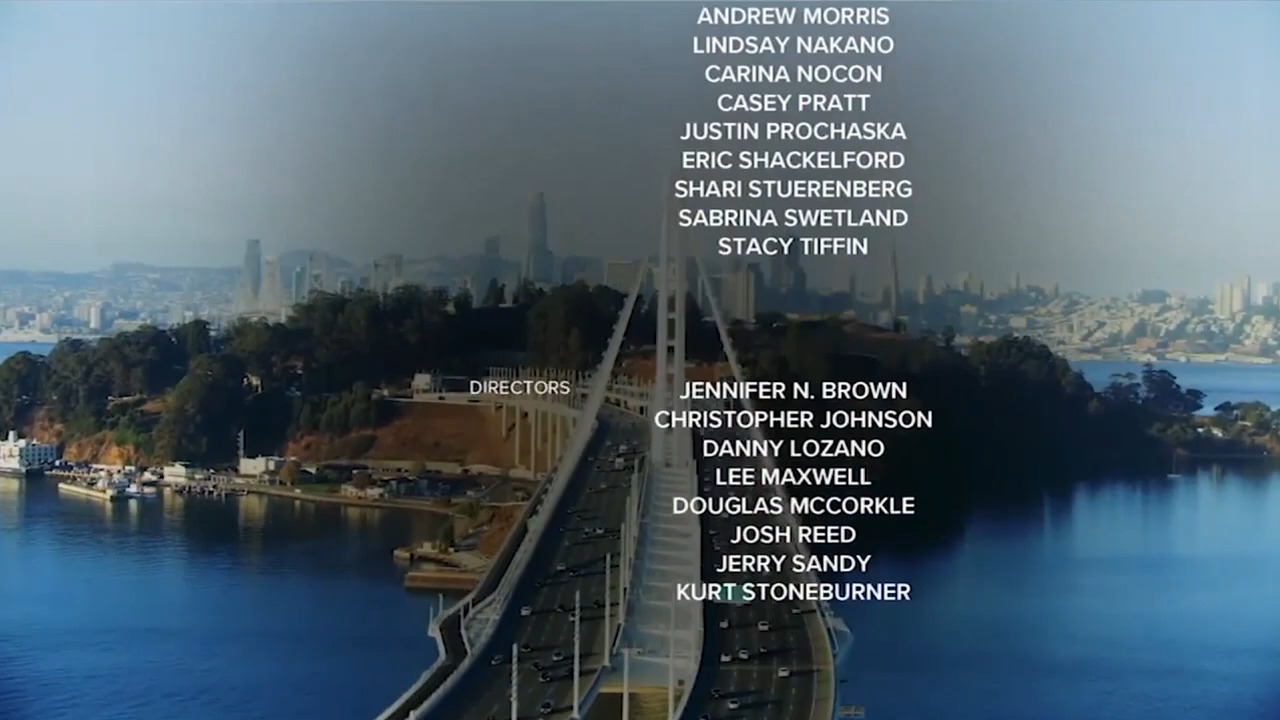 ANDREW MORRIS
LINDSAY NAKANO
CARINA NOCON
CASEY PRATT
JUSTIN PROCHASKA
ERIC SHACKELFORD
SHARI STUERENBERG
SABRINA SWETLAND
STACY TIFFIN
DIRECTORS
JENNIFER N. BROWN
CHRISTOPHER JOHNSON
DANNY LOZANO
LEE MAXWELL
DOUGLAS MCCORKLE
JOSH REED
JERRY SANDY
KURT STONEBURNER